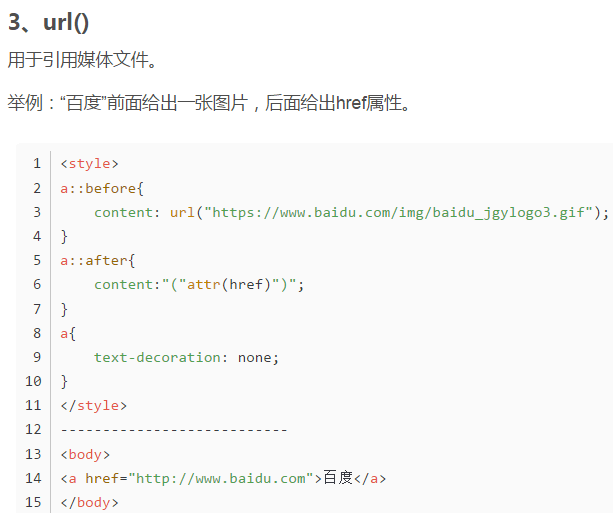 3、url()
用于引用媒体文件。
举例：“百度”前面给出一张图片，后面给出href属性。
1 <style>
2 a::before{
3     content: url("https://www.baidu.com/img/baidu_jgylogo3.gif");
4 }
5 a::after{
6     content:"("attr(href)")";
7 }
8 a{
9     text-decoration: none;
10 }
11 </style>
12 ---------------------------
13 <body>
14 <a href="http://www.baidu.com">百度</a>
15 </body>